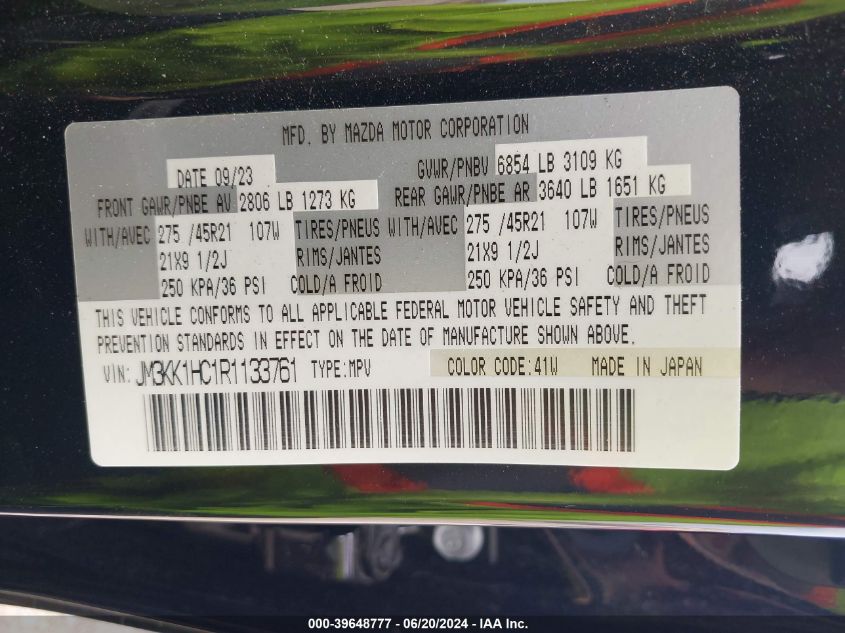 MFD. BY MAZDA MOTOR CORPORATION
DATE 09/23 GVWR/PNBV 6854 LB 3109 KG
FRONT GAWR/PNBE AV 2806 LB 1273 KG REAR GAWR/PNBE AR 3640 LB 1651 KG
WITH/AVEC 275 /45R21 107W TIRES/PNEUS WITH/AVEC 275 /45R21 107W TIRES/PNEUS
21X9 1/2J RIMS/JANTES 21X9 1/2J RIMS/JANTES
250 KPA/36 PSI COLD/A FROID 250 KPA/36 PSI COLD/A FROID
THIS VEHICLE CONFORMS TO ALL APPLICABLE FEDERAL MOTOR VEHICLE SAFETY AND THEFT
PREVENTION STANDARDS IN EFFECT ON THE DATE OF MANUFACTURE SHOWN ABOVE.
VIN: JM3KK1HC1R1133761 TYPE:MPV COLOR CODE:41W MADE IN JAPAN
000-39648777 - 06/20/2024 - IAA Inc.